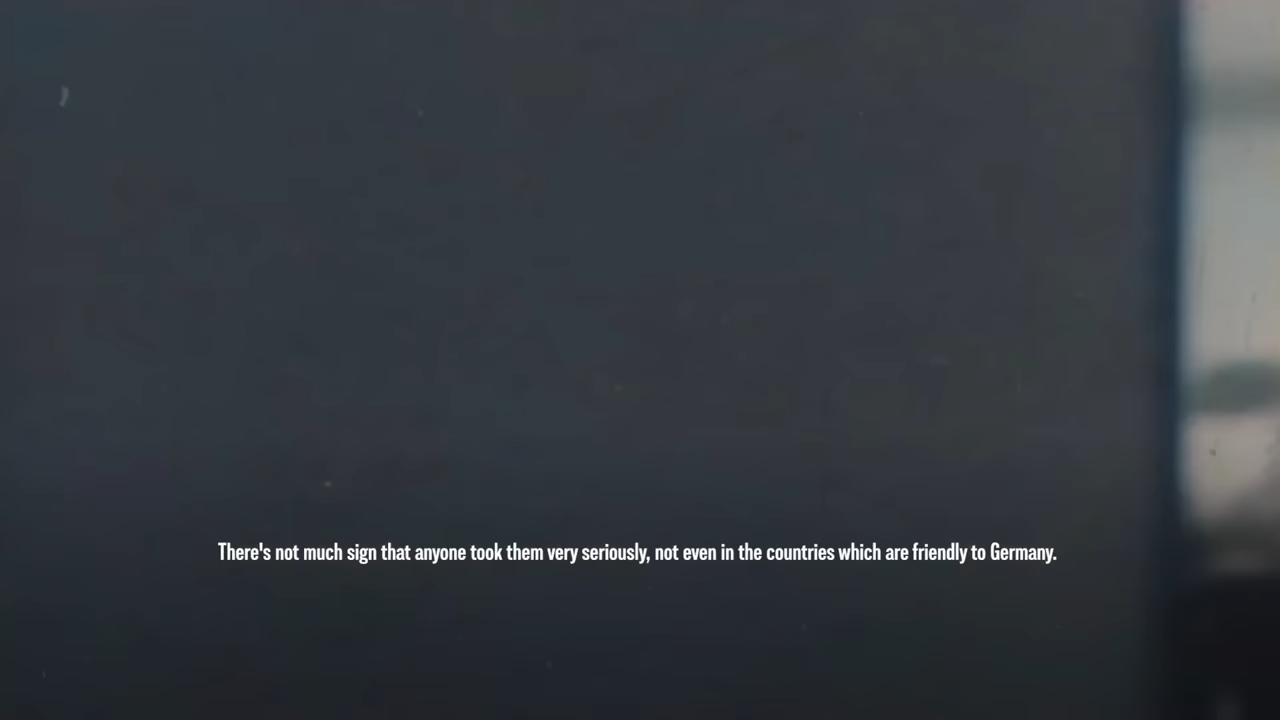 There's not much sign that anyone took them very seriously, not even in the countries which are friendly to Germany.